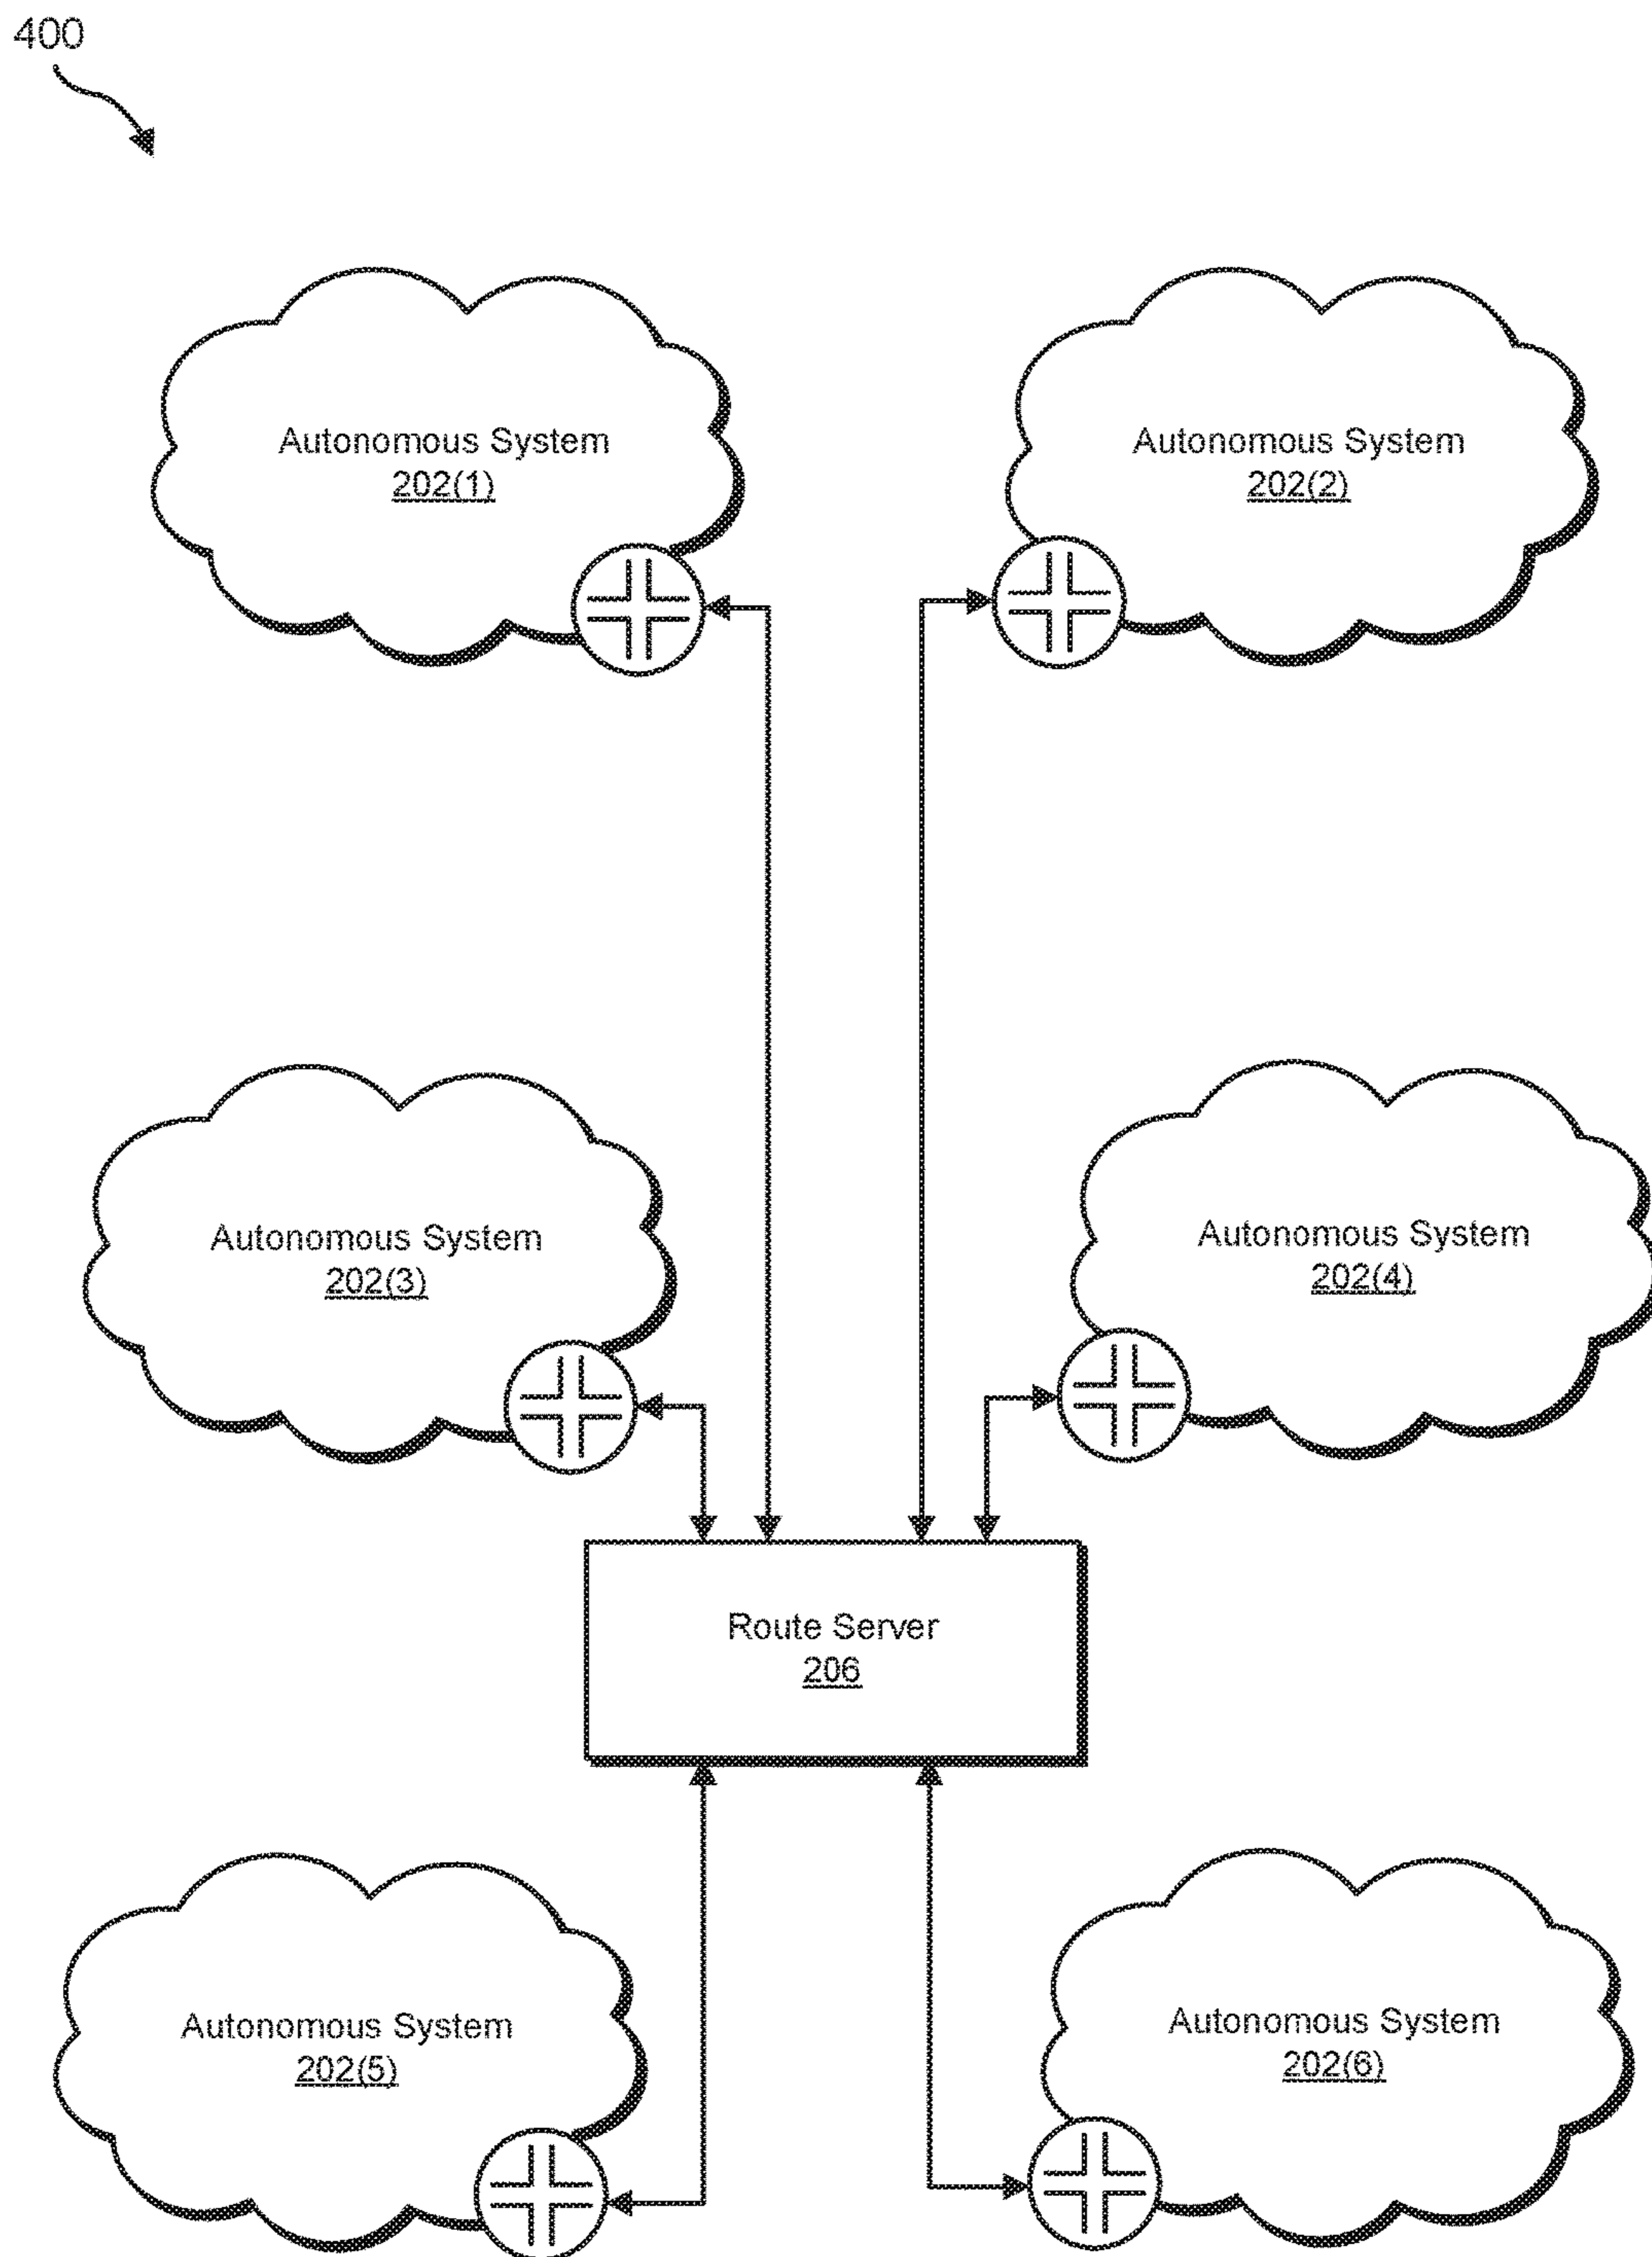 400
Autonomous System
202(1)
Autonomous System
202(2)
Autonomous System
202(3)
Autonomous System
202(4)
Route Server
206
Autonomous System
202(5)
Autonomous System
202(6)